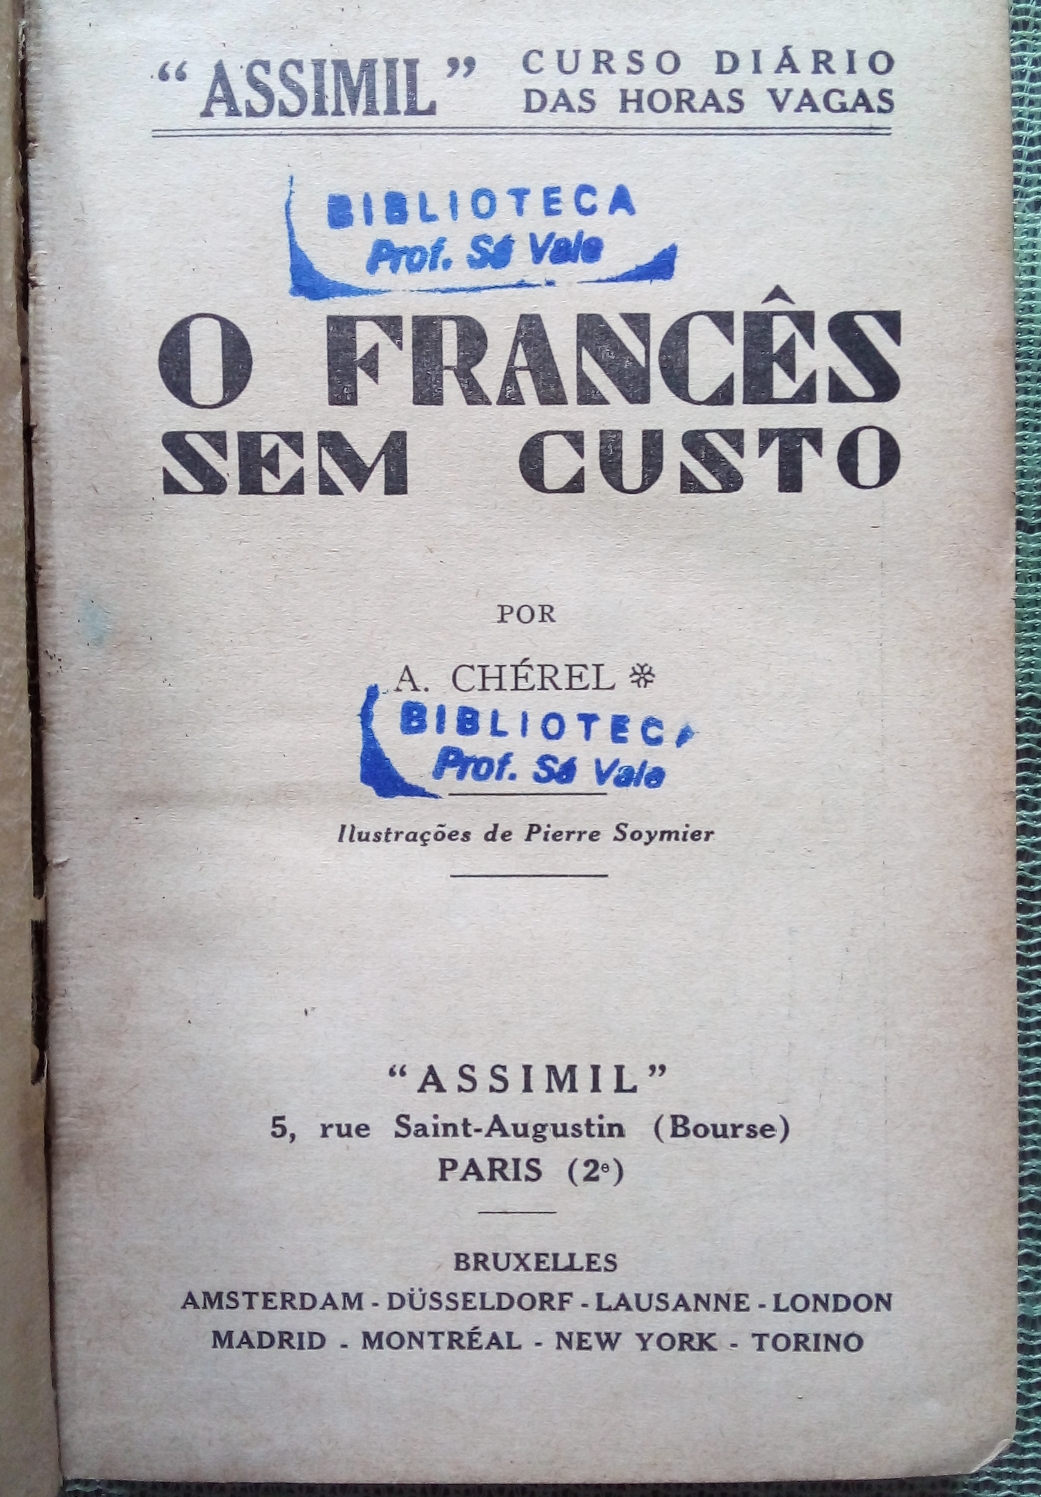 “ASSIMIL” CURSO DIÁRIO
DAS HORAS VAGAS
BIBLIOTECA
Prof. Sá Vale
O FRANCÊS
SEM CUSTO
POR
A. CHÉREL ❇
BIBLIOTECA
Prof. Sá Vale
Ilustrações de Pierre Soymier
“ASSIMIL”
5, rue Saint-Augustin (Bourse)
PARIS (2e)
BRUXELLES
AMSTERDAM - DÜSSELDORF - LAUSANNE - LONDON
MADRID - MONTRÉAL - NEW YORK - TORINO